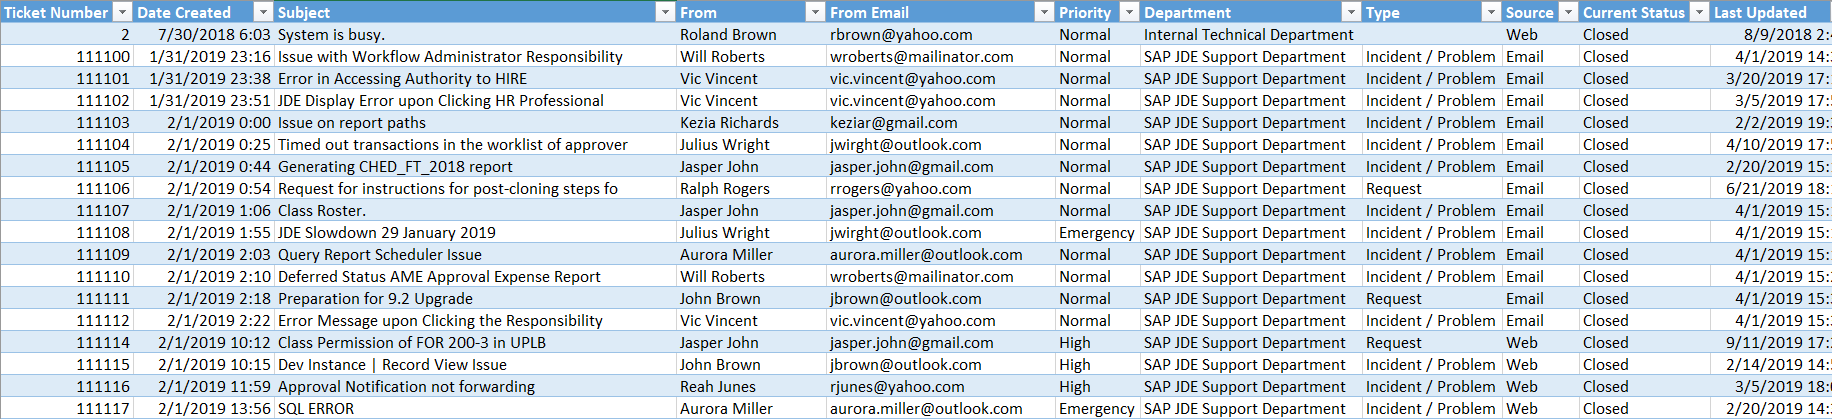 Ticket Number Date Created Subject From From Email Priority Department Type Source Current Status Last Updated
2 7/30/2018 6:03 System is busy. Roland Brown rbrown@yahoo.com Normal Internal Technical Department Web Closed 8/9/2018 2:
111100 1/31/2019 23:16 Issue with Workflow Administrator Responsibility Will Roberts wroberts@mailinator.com Normal SAP JDE Support Department Incident / Problem Email Closed 4/1/2019 14:
111101 1/31/2019 23:38 Error in Accessing Authority to HIRE Vic Vincent vic.vincent@yahoo.com Normal SAP JDE Support Department Incident / Problem Email Closed 3/20/2019 17:
111102 1/31/2019 23:51 JDE Display Error upon Clicking HR Professional Vic Vincent vic.vincent@yahoo.com Normal SAP JDE Support Department Incident / Problem Email Closed 3/5/2019 17:
111103 2/1/2019 0:00 Issue on report paths Kezia Richards keziar@gmail.com Normal SAP JDE Support Department Incident / Problem Email Closed 2/2/2019 19:
111104 2/1/2019 0:25 Timed out transactions in the worklist of approver Julius Wright jwirght@outlook.com Normal SAP JDE Support Department Incident / Problem Email Closed 4/10/2019 17:
111105 2/1/2019 0:44 Generating CHED_FT_2018 report Jasper John jasper.john@gmail.com Normal SAP JDE Support Department Incident / Problem Email Closed 2/20/2019 15:
111106 2/1/2019 0:54 Request for instructions for post-cloning steps fo Ralph Rogers rrogers@yahoo.com Normal SAP JDE Support Department Request Email Closed 6/21/2019 18:
111107 2/1/2019 1:06 Class Roster. Jasper John jasper.john@gmail.com Normal SAP JDE Support Department Incident / Problem Email Closed 4/1/2019 15:
111108 2/1/2019 1:55 JDE Slowdown 29 January 2019 Julius Wright jwirght@outlook.com Emergency SAP JDE Support Department Incident / Problem Email Closed 4/1/2019 15:
111109 2/1/2019 2:03 Query Report Scheduler Issue Aurora Miller aurora.miller@outlook.com Normal SAP JDE Support Department Incident / Problem Email Closed 4/1/2019 15:
111110 2/1/2019 2:10 Deferred Status AME Approval Expense Report Will Roberts wroberts@mailinator.com Normal SAP JDE Support Department Incident / Problem Email Closed 4/1/2019 15:
111111 2/1/2019 2:18 Preparation for 9.2 Upgrade John Brown jbrown@outlook.com Normal SAP JDE Support Department Request Email Closed 4/1/2019 15:
111112 2/1/2019 2:22 Error Message upon Clicking the Responsibility Vic Vincent vic.vincent@yahoo.com Normal SAP JDE Support Department Incident / Problem Email Closed 4/1/2019 15:
111114 2/1/2019 10:12 Class Permission of FOR 200-3 in UPLB Jasper John jasper.john@gmail.com High SAP JDE Support Department Request Web Closed 9/11/2019 17:
111115 2/1/2019 10:15 Dev Instance | Record View Issue John Brown jbrown@outlook.com High SAP JDE Support Department Incident / Problem Web Closed 2/14/2019 14:
111116 2/1/2019 11:59 Approval Notification not forwarding Reah Junes rjunes@yahoo.com High SAP JDE Support Department Incident / Problem Web Closed 3/5/2019 18:
111117 2/1/2019 13:56 SQL ERROR Aurora Miller aurora.miller@outlook.com Emergency SAP JDE Support Department Incident / Problem Web Closed 2/20/2019 14: